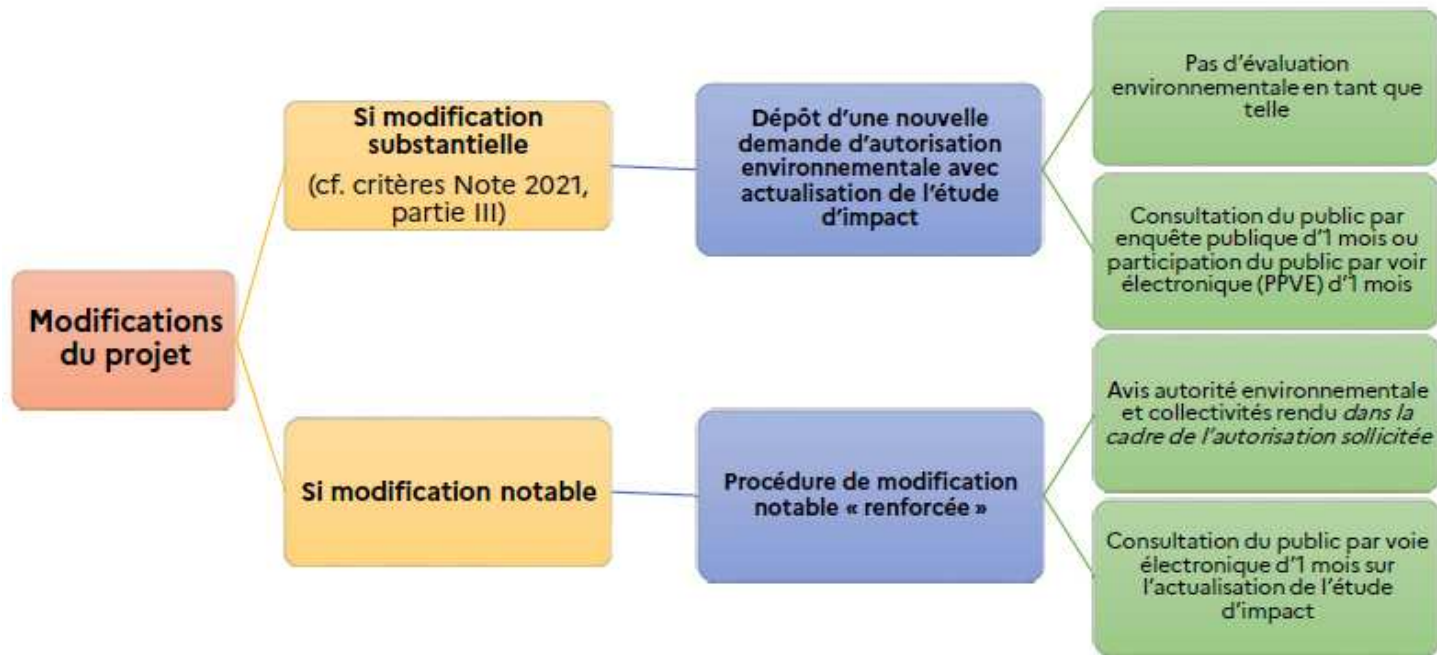 Modifications
du projet
Si modification
substantielle
(cf. critères Note 2021,
partie III)
Dépôt d'une nouvelle
demande d'autorisation
environnementale avec
actualisation de l'étude
d'impact
Pas d'évaluation
environnementale en tant que
telle
Consultation du public par
enquête publique d'1 mois ou
participation du public par voir
électronique (PPVE) d'1 mois
Si modification notable
Procédure de modification
notable « renforcée »
Avis autorité environnementale
et collectivités rendu dans la
cadre de l'autorisation sollicitée
Consultation du public par voie
électronique d'1 mois sur
l'actualisation de l'étude
d'impact